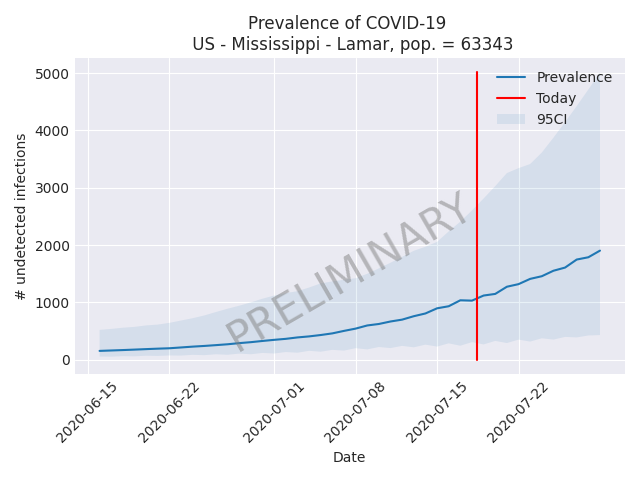 Prevalence of COVID-19
US - Mississippi - Lamar, pop. = 63343
5000
4000
3000
2000
1000
0
# undetected infections
Prevalence
Today
95CI
PRELIMINARY
2020-06-15
2020-06-22
2020-07-01
2020-07-08
2020-07-15
2020-07-22
Date